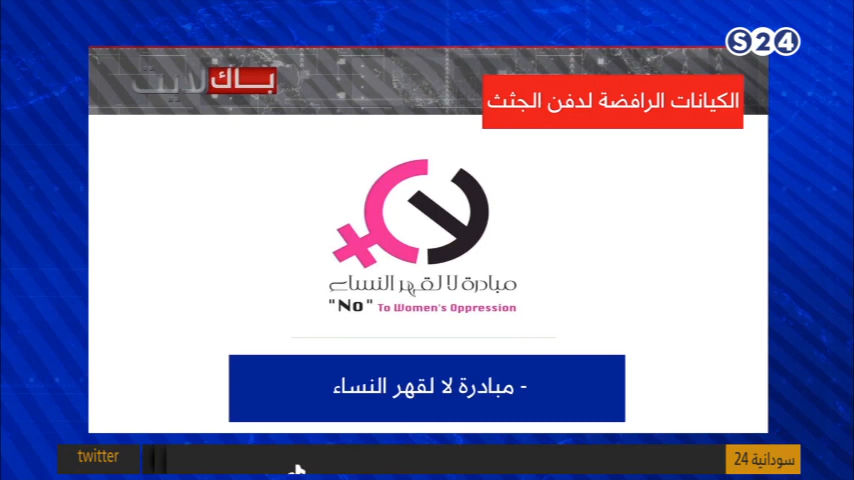 S24
باك لايت
الكيانات الرافضة لدفن الجثث
مبادرة لا لقهر النساء
"No" To Women's Oppression
- مبادرة لا لقهر النساء
twitter
سودانية 24